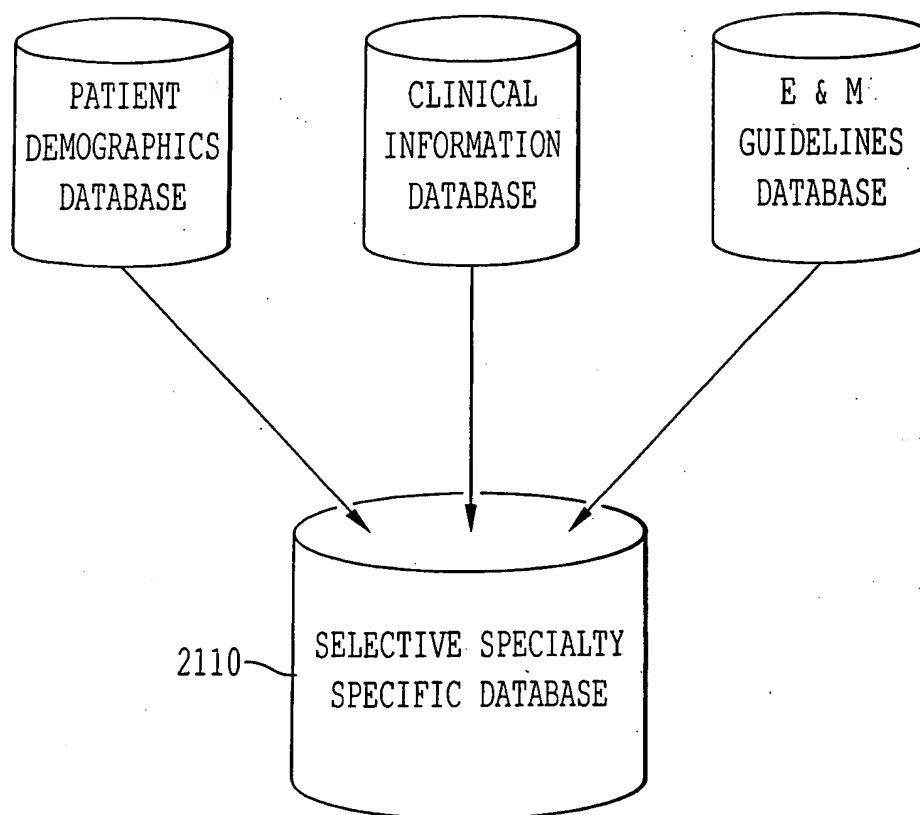 PATIENT
DEMOGRAPHICS
DATABASE
CLINICAL
INFORMATION
DATABASE
E & M
GUIDELINES
DATABASE
2110
SELECTIVE SPECIALTY
SPECIFIC DATABASE